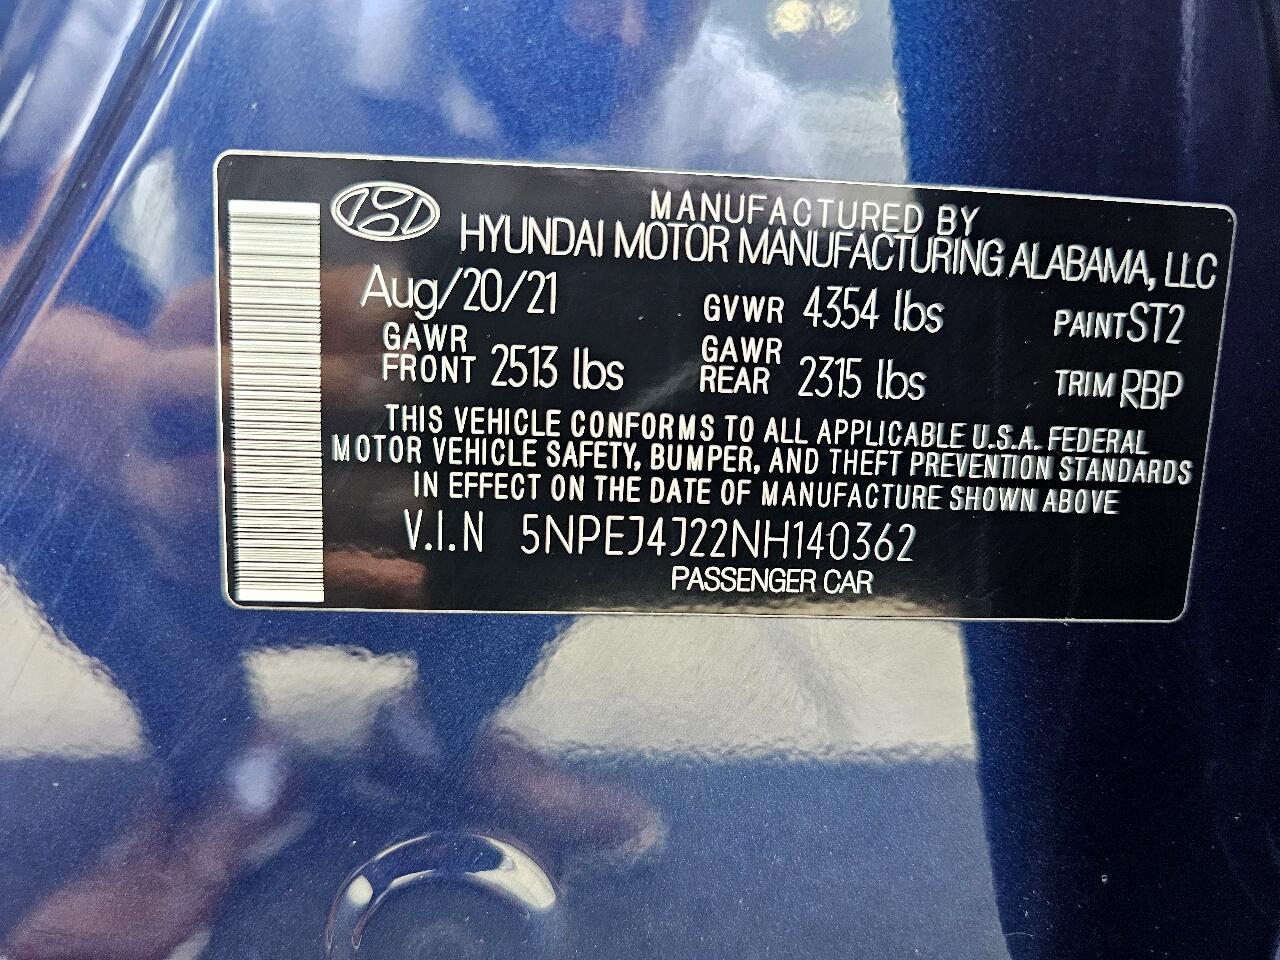 MANUFACTURED BY
HYUNDAI MOTOR MANUFACTURING ALABAMA, LLC
Aug/20/21 GVWR 4354 lbs PAINT ST2
GAWR FRONT 2513 lbs GAWR REAR 2315 lbs TRIM RBP
THIS VEHICLE CONFORMS TO ALL APPLICABLE U.S.A. FEDERAL
MOTOR VEHICLE SAFETY, BUMPER, AND THEFT PREVENTION STANDARDS
IN EFFECT ON THE DATE OF MANUFACTURE SHOWN ABOVE
V.I.N 5NPEJ4J22NH140362
PASSENGER CAR